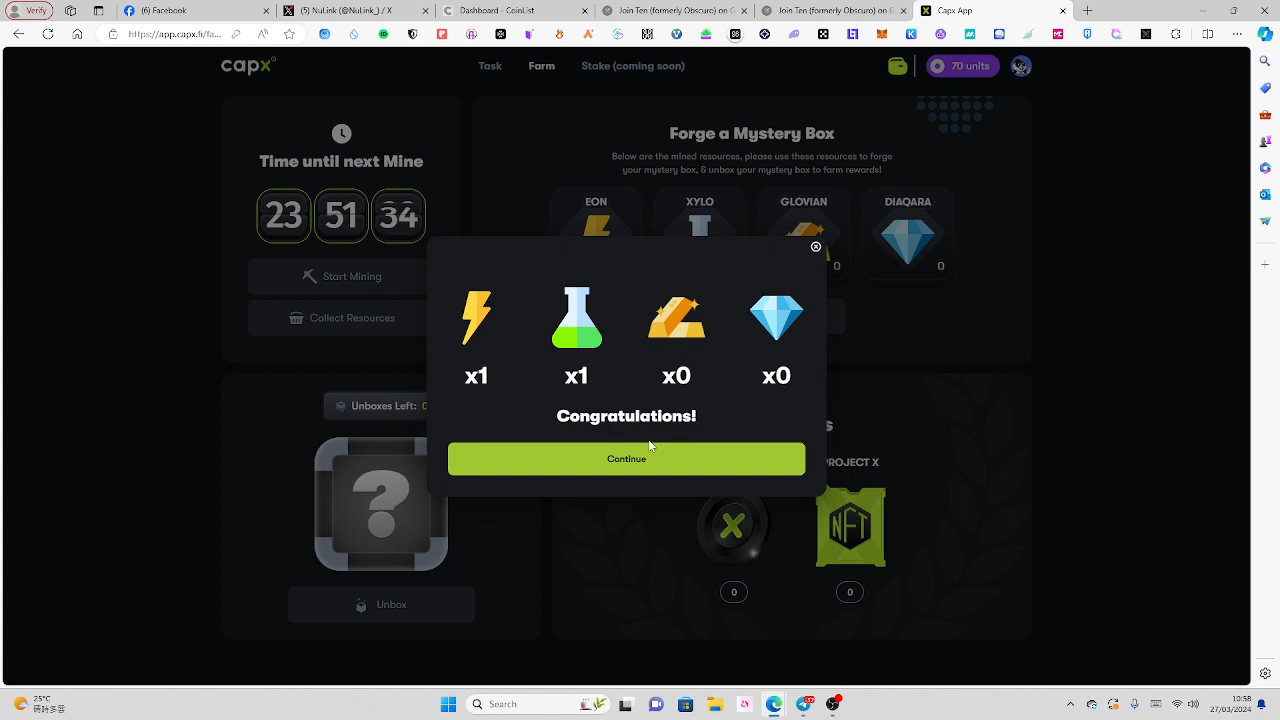 (6) Facebook
(1) NuLink (@NuLink_) / X
Dashboard - CoinList
Join Ten (formely Obscuro) on G
Join Ten (formely Obscuro) on G
Capx App
https://app.capx.fi/fa...
capx
Task
Farm
Stake (coming soon)
70 units
Time until next Mine
23 51 34
Start Mining
Collect Resources
Forge a Mystery Box
Below are the mined resources, please use these resources to forge
your mystery box, & unbox your mystery box to farm rewards!
EON
XYLO
GLOVIAN
DIAQARA
0
0
x1
x1
x0
x0
Congratulations!
Continue
Unboxes Left: 0
?
Unbox
PROJECT X
X
NFT
0
0
25°C
Search
10:58
27/03/2024